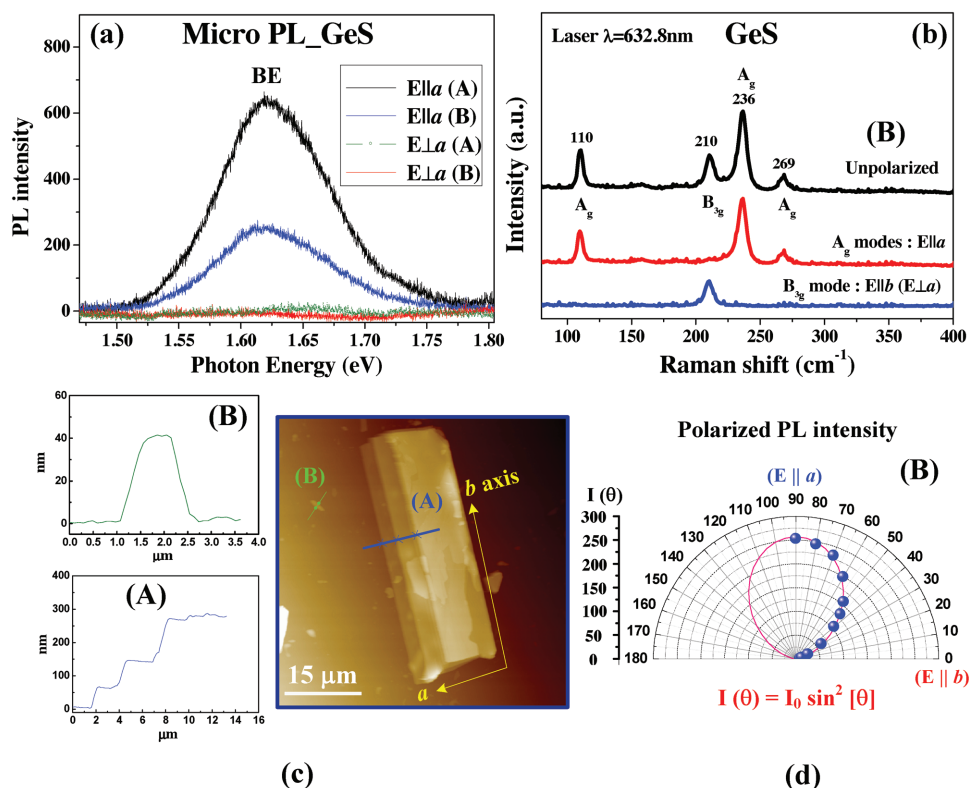 (a)
Micro PL_GeS
BE
E||a (A)
E||a (B)
E⊥a (A)
E⊥a (B)
PL intensity
800
600
400
200
0
1.50
1.55
1.60
1.65
1.70
1.75
1.80
Photon Energy (eV)
Laser λ=632.8nm
GeS
(b)
Ag
236
(B)
110
210
269
Unpolarized
Ag
B3g
Ag
Ag modes : E||a
B3g mode : E||b (E⊥a)
Intensity (a.u.)
100
150
200
250
300
350
400
Raman shift (cm-1)
(B)
60
40
20
0
nm
0.0
0.5
1.0
1.5
2.0
2.5
3.0
3.5
4.0
μm
(A)
400
300
200
100
0
nm
0
2
4
6
8
10
12
14
16
μm
(B)
(A)
b axis
a
15 μm
(c)
Polarized PL intensity
(B)
(E || a)
I (θ)
300
250
200
150
100
50
0
180
170
160
150
140
130
120
110
100
90
80
70
60
50
40
30
20
10
0
(E || b)
I (θ) = I0 sin2 [θ]
(d)